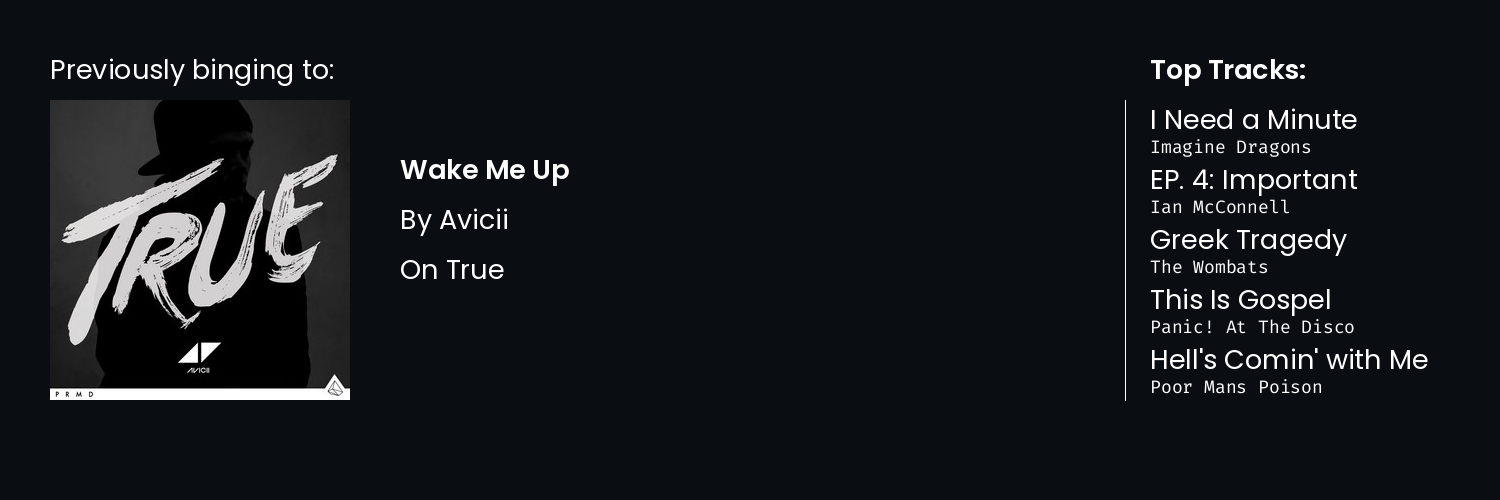 Previously binging to:
TRUE
AVICII
PRMD
Wake Me Up
By Avicii
On True
Top Tracks:
I Need a Minute
Imagine Dragons
EP. 4: Important
Ian McConnell
Greek Tragedy
The Wombats
This Is Gospel
Panic! At The Disco
Hell's Comin' with Me
Poor Mans Poison